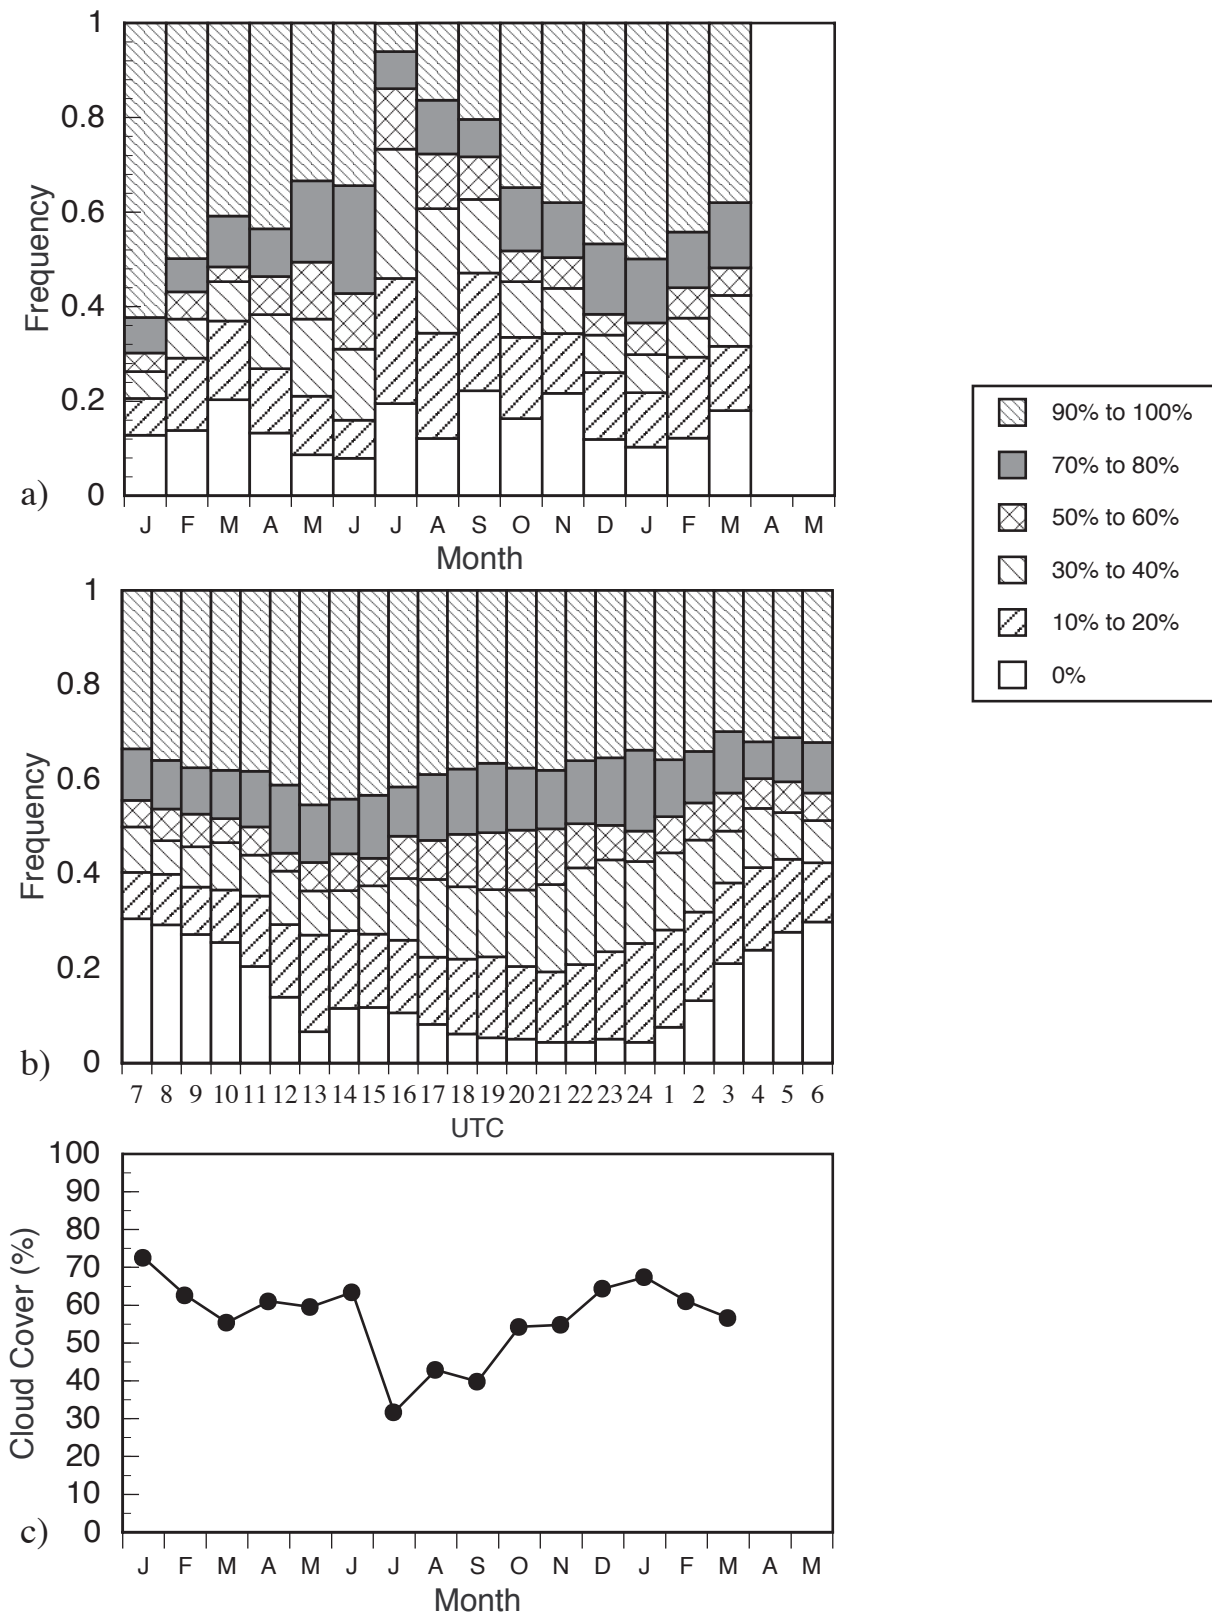 1
0.8
0.6
0.4
0.2
0
Frequency
a)
J F M A M J J A S O N D J F M A M
Month
90% to 100%
70% to 80%
50% to 60%
30% to 40%
10% to 20%
0%
1
0.8
0.6
0.4
0.2
0
Frequency
b)
7 8 9 10 11 12 13 14 15 16 17 18 19 20 21 22 23 24 1 2 3 4 5 6
UTC
100
90
80
70
60
50
40
30
20
10
0
Cloud Cover (%)
c)
J F M A M J J A S O N D J F M A M
Month